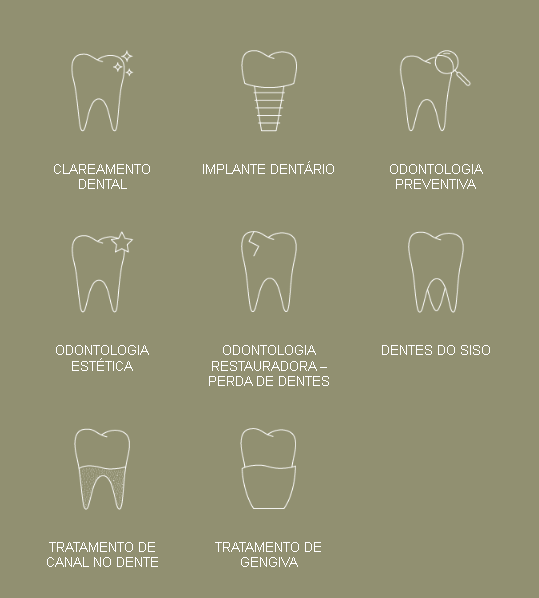 CLAREAMENTO
DENTAL
IMPLANTE DENTÁRIO
ODONTOLOGIA
PREVENTIVA
ODONTOLOGIA
ESTÉTICA
ODONTOLOGIA
RESTAURADORA –
PERDA DE DENTES
DENTES DO SISO
TRATAMENTO DE
CANAL NO DENTE
TRATAMENTO DE
GENGIVA